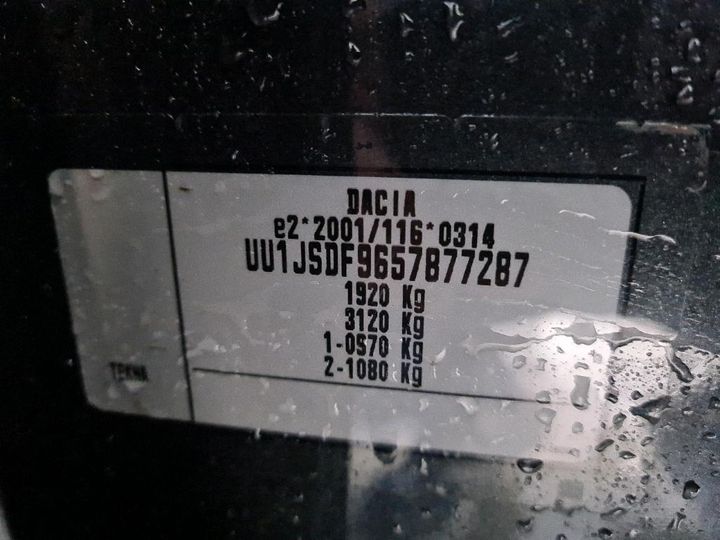 DACIA
e2*2001/116*0314
UU1JSDF9657877287
1920 Kg
3120 Kg
1-0970 Kg
2-1080 Kg